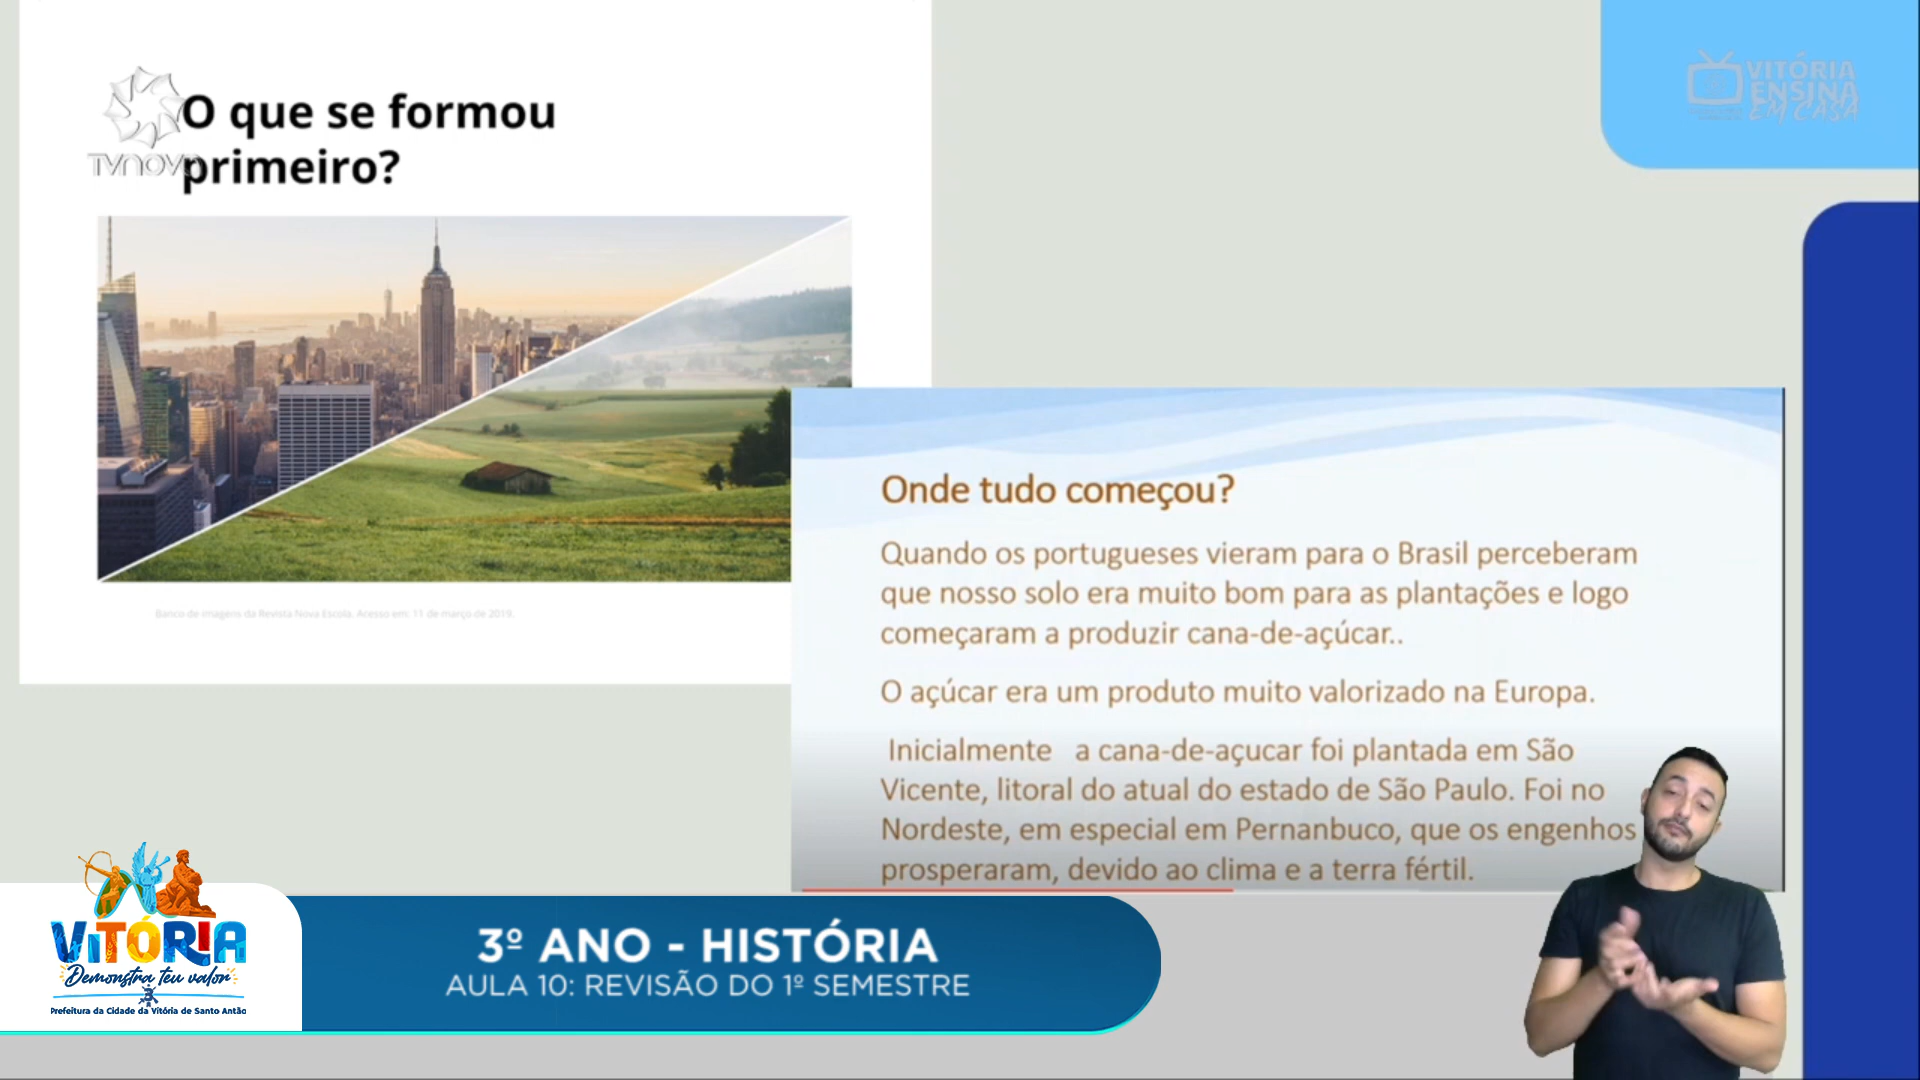 O que se formou
primeiro?
TVNOVA
Banco de imagens da Revista Nova Escola. Acesso em: 11 de março de 2019.
VITÓRIA
ENSINA
EM CASA
Onde tudo começou?
Quando os portugueses vieram para o Brasil perceberam
que nosso solo era muito bom para as plantações e logo
começaram a produzir cana-de-açúcar..
O açúcar era um produto muito valorizado na Europa.
Inicialmente a cana-de-açucar foi plantada em São
Vicente, litoral do atual do estado de São Paulo. Foi no
Nordeste, em especial em Pernanbuco, que os engenhos
prosperaram, devido ao clima e a terra fértil.
VITÓRIA
Demonstra teu valor
Prefeitura da Cidade da Vitória de Santo Antão
3º ANO - HISTÓRIA
AULA 10: REVISÃO DO 1º SEMESTRE